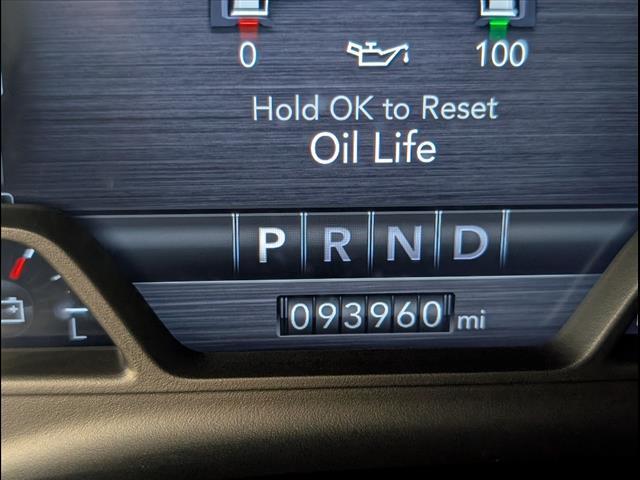 0 100
Hold OK to Reset
Oil Life
P R N D
093960 mi
L